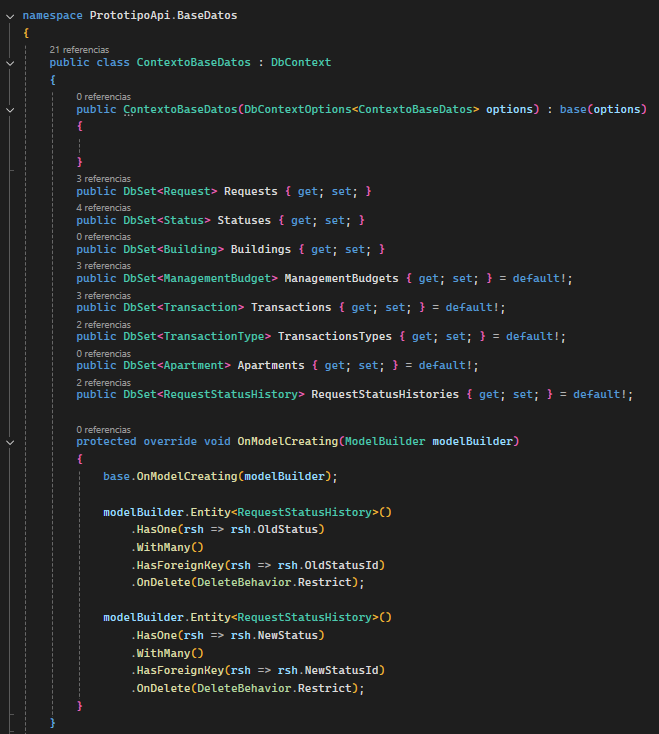 namespace PrototipoApi.BaseDatos
{
21 referencias
public class ContextoBaseDatos : DbContext
{
0 referencias
public ContextoBaseDatos(DbContextOptions<ContextoBaseDatos> options) : base(options)
{
}
3 referencias
public DbSet<Request> Requests { get; set; }
4 referencias
public DbSet<Status> Statuses { get; set; }
0 referencias
public DbSet<Building> Buildings { get; set; }
3 referencias
public DbSet<ManagementBudget> ManagementBudgets { get; set; } = default!;
3 referencias
public DbSet<Transaction> Transactions { get; set; } = default!;
2 referencias
public DbSet<TransactionType> TransactionsTypes { get; set; } = default!;
0 referencias
public DbSet<Apartment> Apartments { get; set; } = default!;
2 referencias
public DbSet<RequestStatusHistory> RequestStatusHistories { get; set; } = default!;
0 referencias
protected override void OnModelCreating(ModelBuilder modelBuilder)
{
base.OnModelCreating(modelBuilder);
modelBuilder.Entity<RequestStatusHistory>()
.HasOne(rsh => rsh.OldStatus)
.WithMany()
.HasForeignKey(rsh => rsh.OldStatusId)
.OnDelete(DeleteBehavior.Restrict);
modelBuilder.Entity<RequestStatusHistory>()
.HasOne(rsh => rsh.NewStatus)
.WithMany()
.HasForeignKey(rsh => rsh.NewStatusId)
.OnDelete(DeleteBehavior.Restrict);
}
}